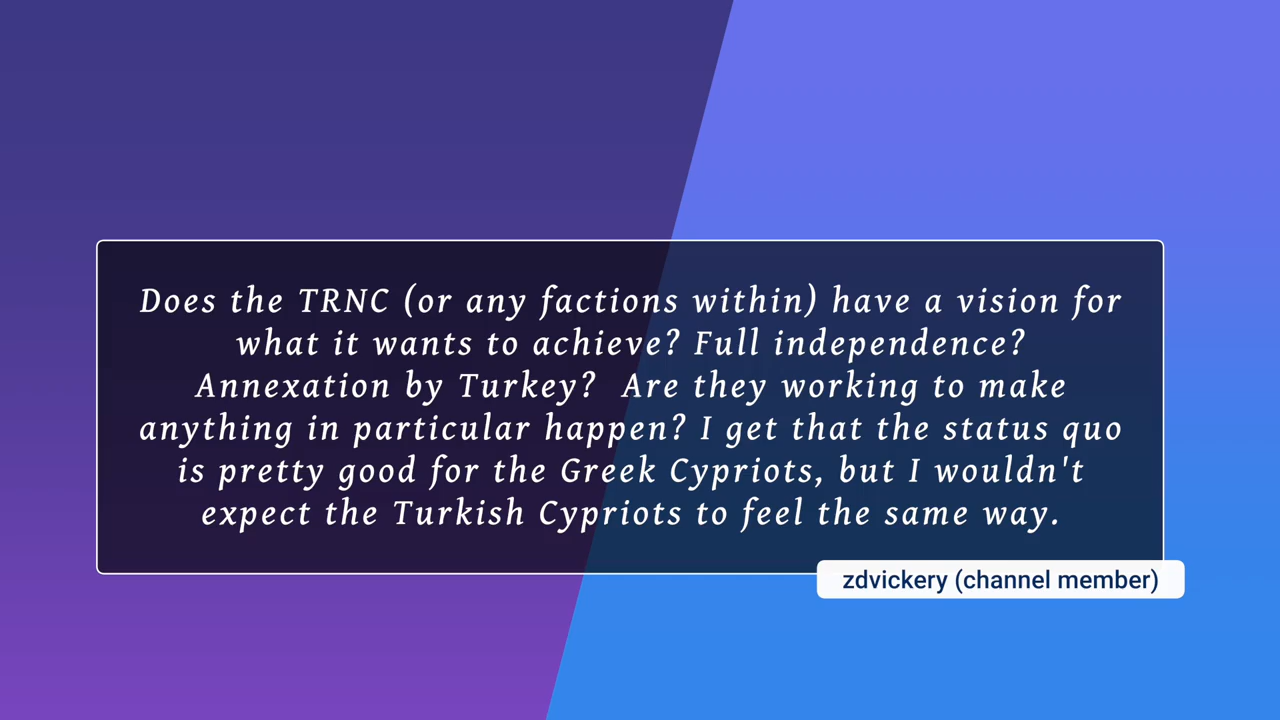 Does the TRNC (or any factions within) have a vision for
what it wants to achieve? Full independence?
Annexation by Turkey?  Are they working to make
anything in particular happen? I get that the status quo
is pretty good for the Greek Cypriots, but I wouldn't
expect the Turkish Cypriots to feel the same way.
zdvickery (channel member)